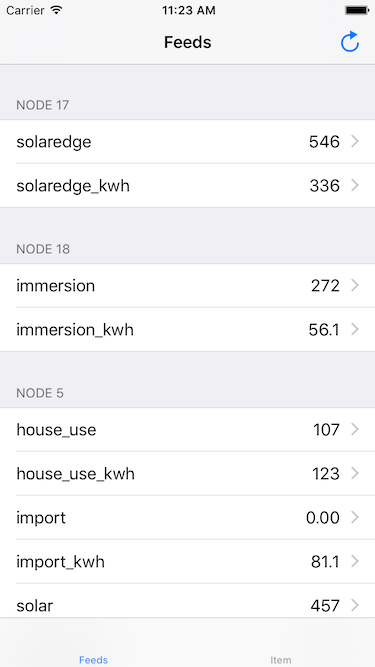 Carrier 11:23 AM
Feeds
NODE 17
solaredge 546
solaredge_kwh 336
NODE 18
immersion 272
immersion_kwh 56.1
NODE 5
house_use 107
house_use_kwh 123
import 0.00
import_kwh 81.1
solar 457
Feeds Item